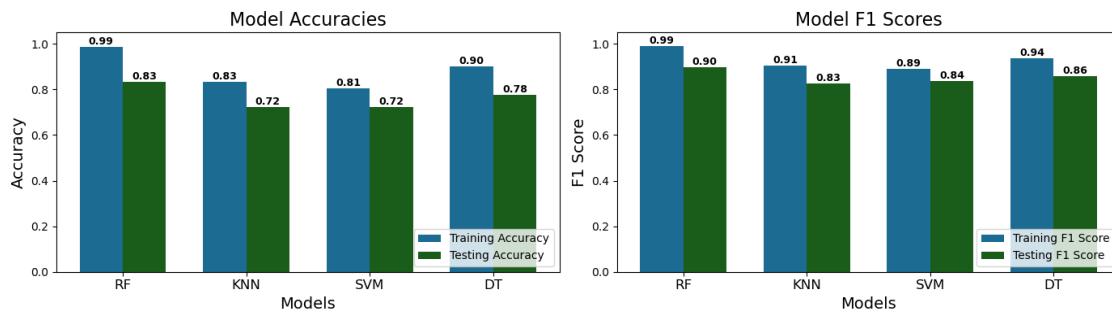 Model Accuracies
Accuracy
1.0
0.8
0.6
0.4
0.2
0.0
0.99
0.83
0.83
0.72
0.81
0.72
0.90
0.78
Training Accuracy
Testing Accuracy
RF
KNN
SVM
DT
Models
Model F1 Scores
F1 Score
1.0
0.8
0.6
0.4
0.2
0.0
0.99
0.90
0.91
0.83
0.89
0.84
0.94
0.86
Training F1 Score
Testing F1 Score
RF
KNN
SVM
DT
Models